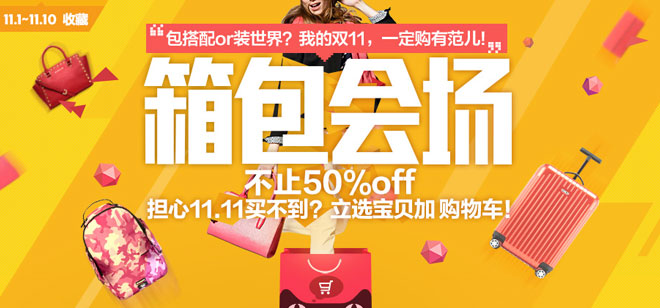 11.1~11.10 收藏
“包搭配or装世界?我的双11,一定购有范儿!”
箱包会场
不止50%off
担心11.11买不到?立选宝贝加购物车!